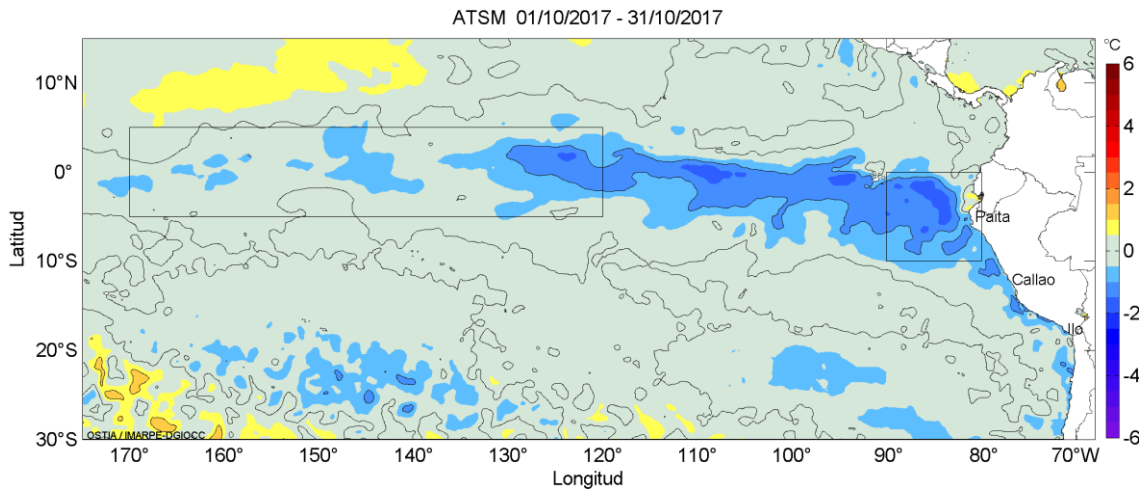 ATSM 01/10/2017 - 31/10/2017
°C
6
4
2
0
-2
-4
-6
Latitud
10°N
0°
10°S
20°S
30°S
Paita
Callao
Ilo
OSTIA / IMARPE-DGIOCC
170° 160° 150° 140° 130° 120° 110° 100° 90° 80° 70°W
Longitud